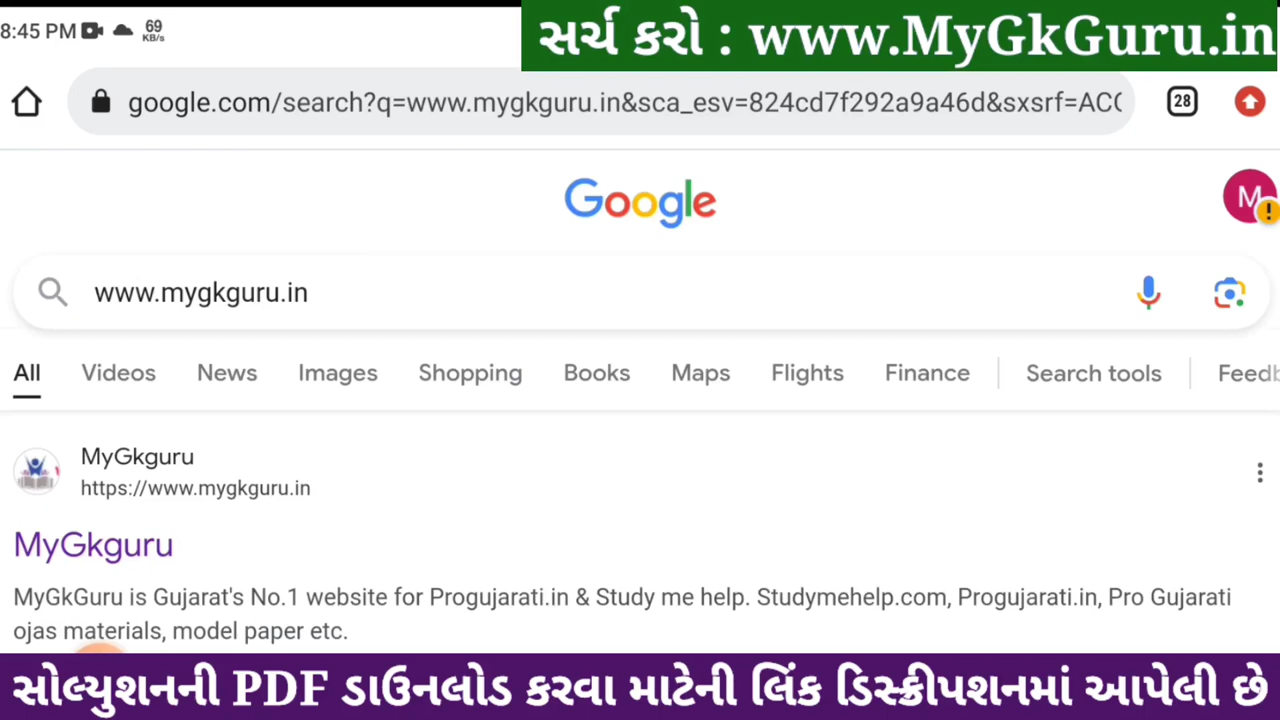 8:45 PM 69 KB/s
સર્ચ કરો : www.MyGkGuru.in
google.com/search?q=www.mygkguru.in&sca_esv=824cd7f292a9a46d&sxsrf=AC
28
Google
M
www.mygkguru.in
All Videos News Images Shopping Books Maps Flights Finance Search tools Feedb
MyGkguru
https://www.mygkguru.in
MyGkguru
MyGkGuru is Gujarat's No.1 website for Progujarati.in & Study me help. Studymehelp.com, Progujarati.in, Pro Gujarati
ojas materials, model paper etc.
સોલ્યુશનની PDF ડાઉનલોડ કરવા માટેની લિંક ડિસ્ક્રીપશનમાં આપેલી છે